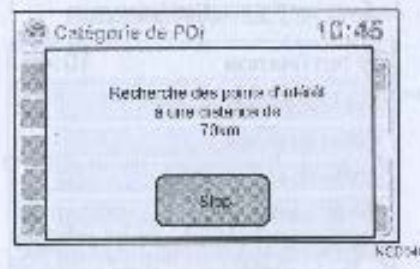 Catégorie de POI 10:45
Recherche des points d'intérêt
à une distance de
70km
Stop